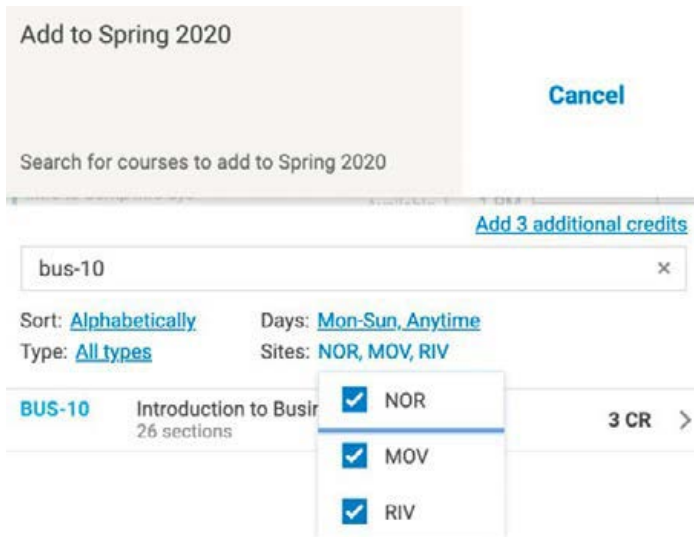 Add to Spring 2020
Cancel
Search for courses to add to Spring 2020
Add 3 additional credits
bus-10
Sort: Alphabetically
Days: Mon-Sun, Anytime
Type: All types
Sites: NOR, MOV, RIV
BUS-10
Introduction to Busi
3 CR
26 sections
NOR
MOV
RIV